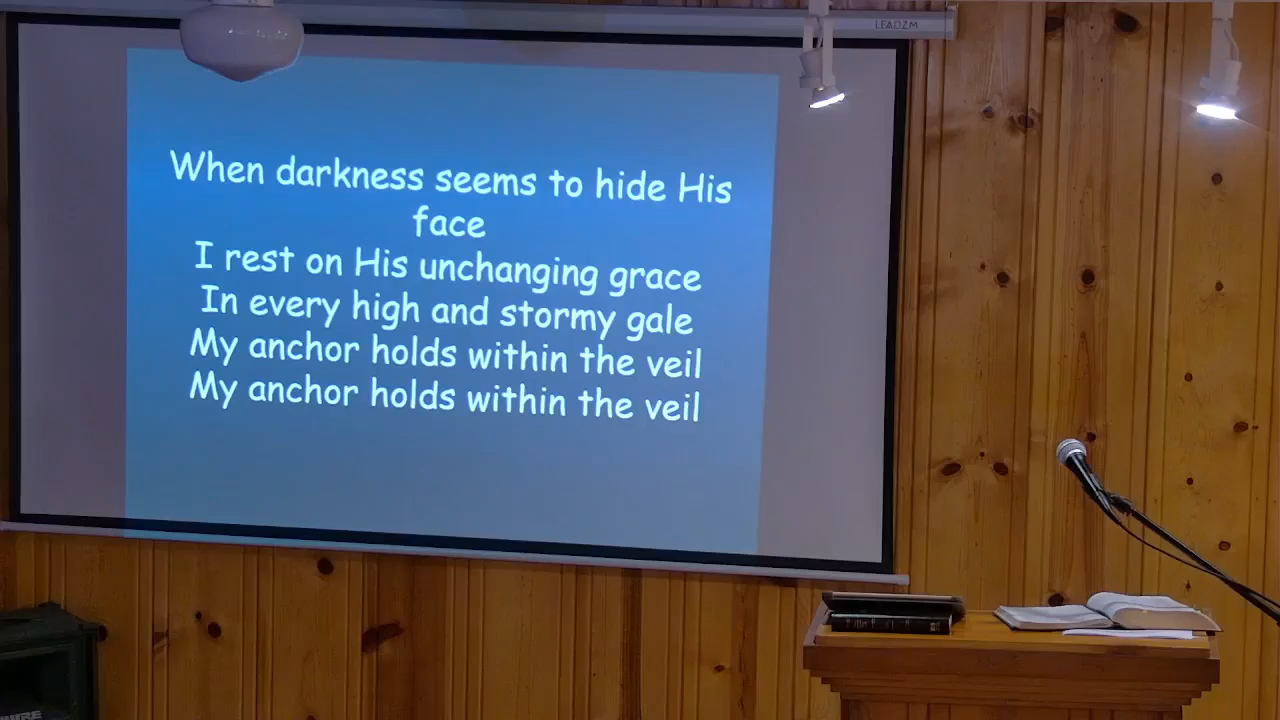 LEADZM
When darkness seems to hide His
face
I rest on His unchanging grace
In every high and stormy gale
My anchor holds within the veil
My anchor holds within the veil